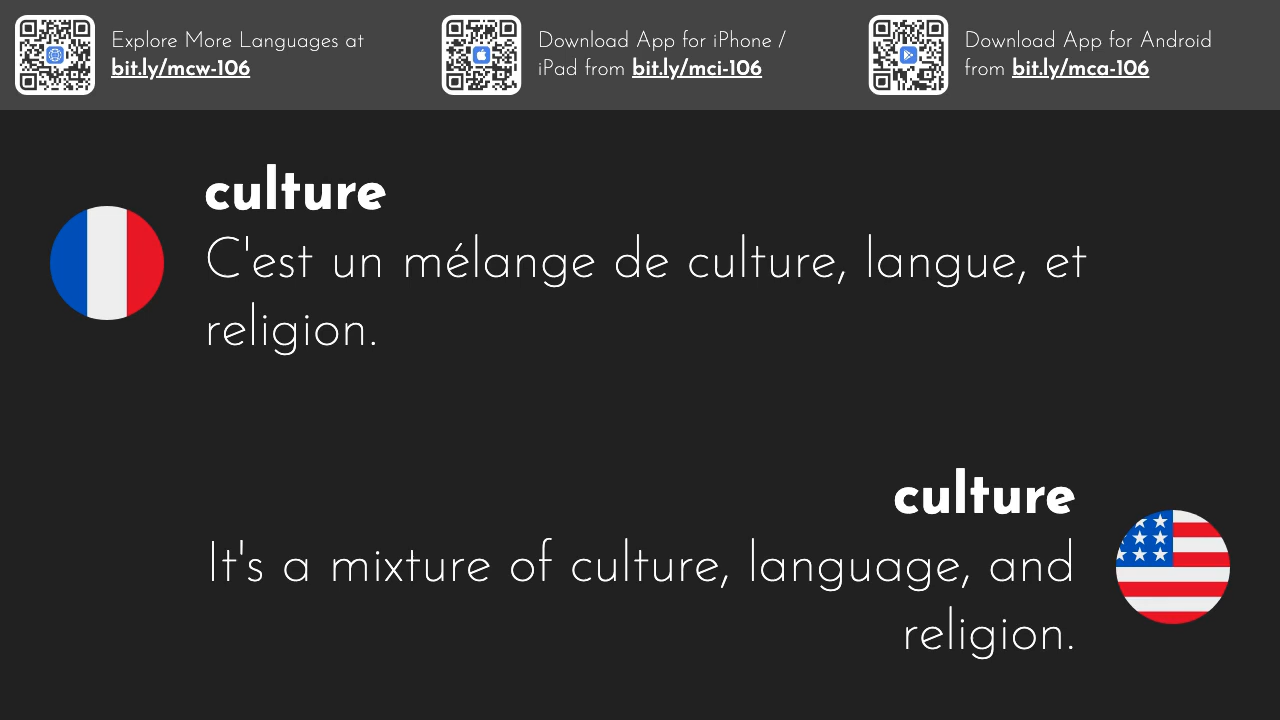 Explore More Languages at
bit.ly/mcw-106
Download App for iPhone /
iPad from bit.ly/mci-106
Download App for Android
from bit.ly/mca-106
culture
C'est un mélange de culture, langue, et
religion.
culture
It's a mixture of culture, language, and
religion.